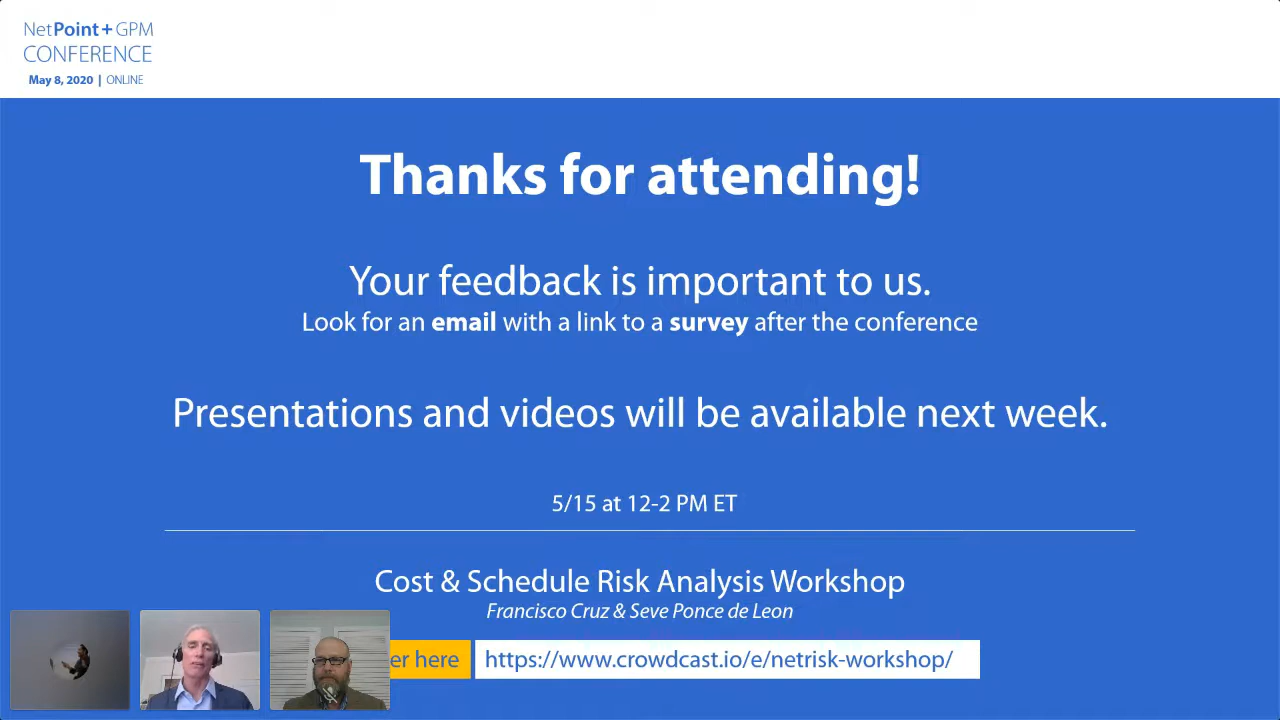 NetPoint + GPM
CONFERENCE
May 8, 2020 | ONLINE
Thanks for attending!
Your feedback is important to us.
Look for an email with a link to a survey after the conference
Presentations and videos will be available next week.
5/15 at 12-2 PM ET
Cost & Schedule Risk Analysis Workshop
Francisco Cruz & Seve Ponce de Leon
er here https://www.crowdcast.io/e/netrisk-workshop/